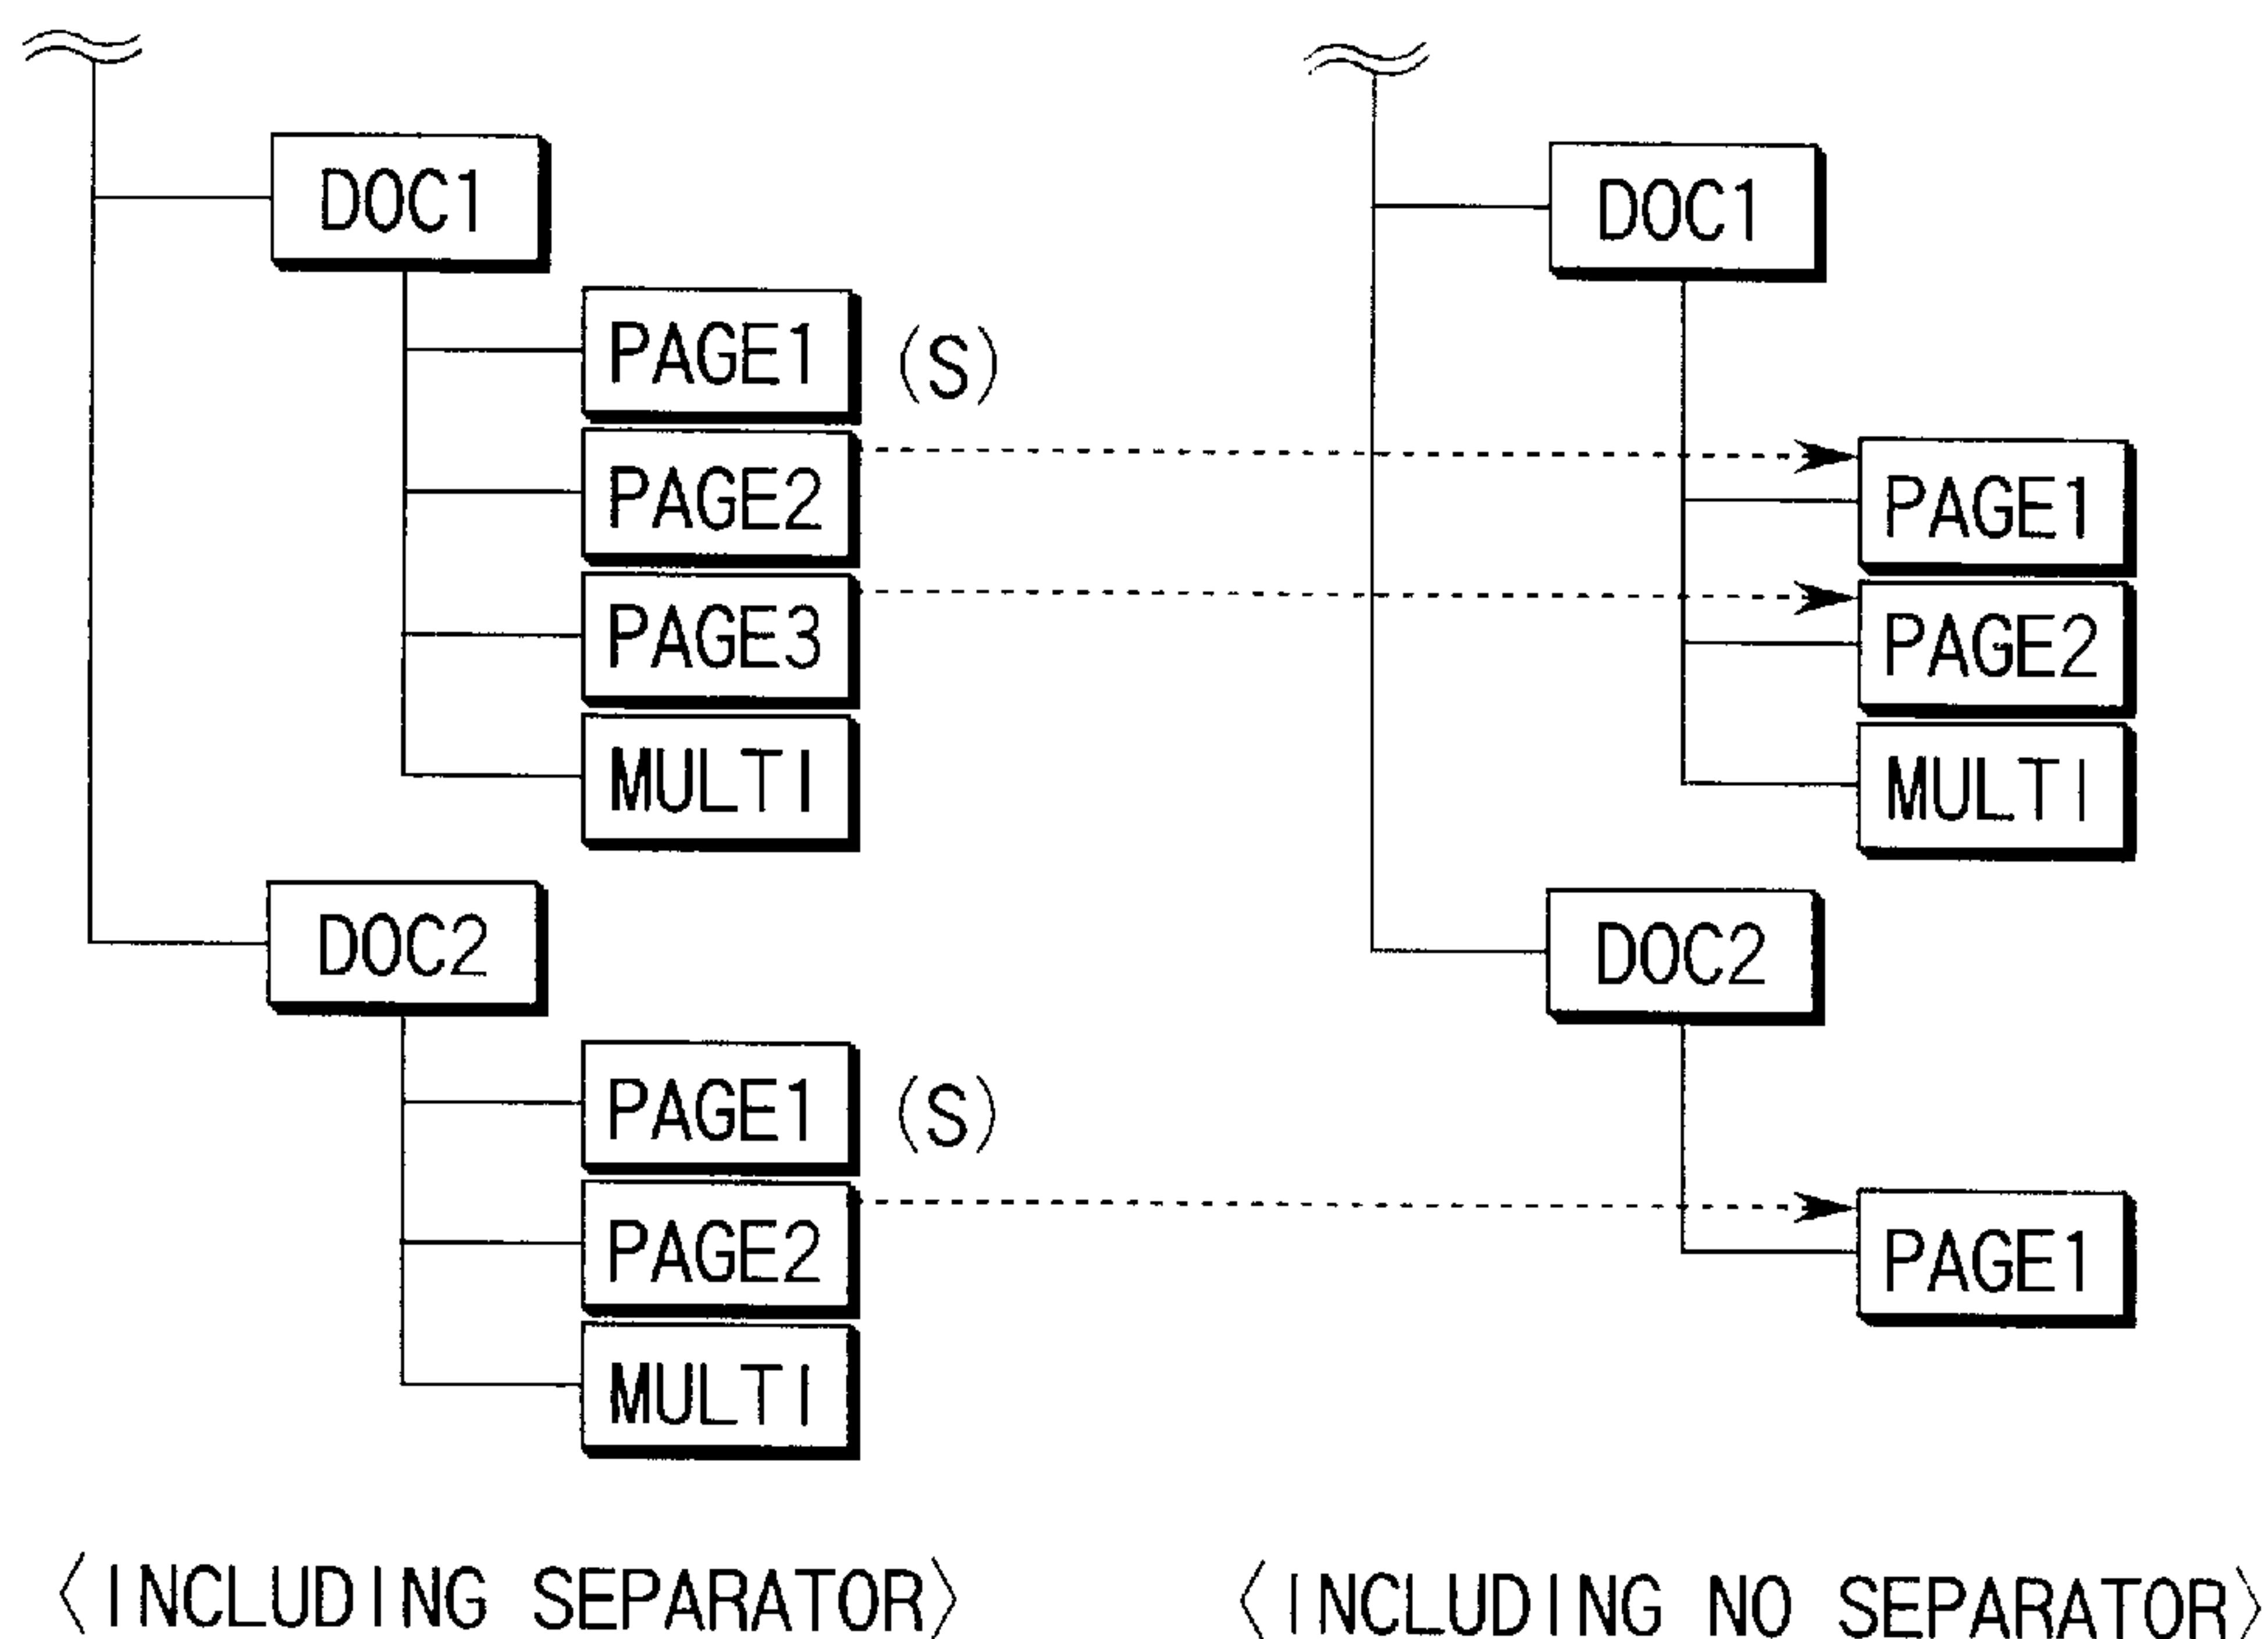 DOC1
PAGE1 (S)
PAGE2
PAGE3
MULTI
DOC2
PAGE1 (S)
PAGE2
MULTI
〈INCLUDING SEPARATOR〉
DOC1
PAGE1
PAGE2
MULTI
DOC2
PAGE1
〈INCLUDING NO SEPARATOR〉